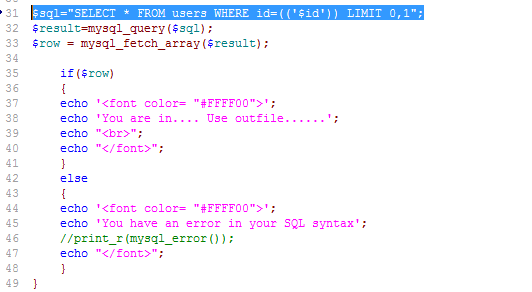 31 $sql="SELECT * FROM users WHERE id=(('$id')) LIMIT 0,1";
32 $result=mysql_query($sql);
33 $row = mysql_fetch_array($result);
34
35 if($row)
36 {
37 echo '<font color= "#FFFF00">';
38 echo 'You are in.... Use outfile......';
39 echo "<br>";
40 echo "</font>";
41 }
42 else
43 {
44 echo '<font color= "#FFFF00">';
45 echo 'You have an error in your SQL syntax';
46 //print_r(mysql_error());
47 echo "</font>";
48 }
49 }